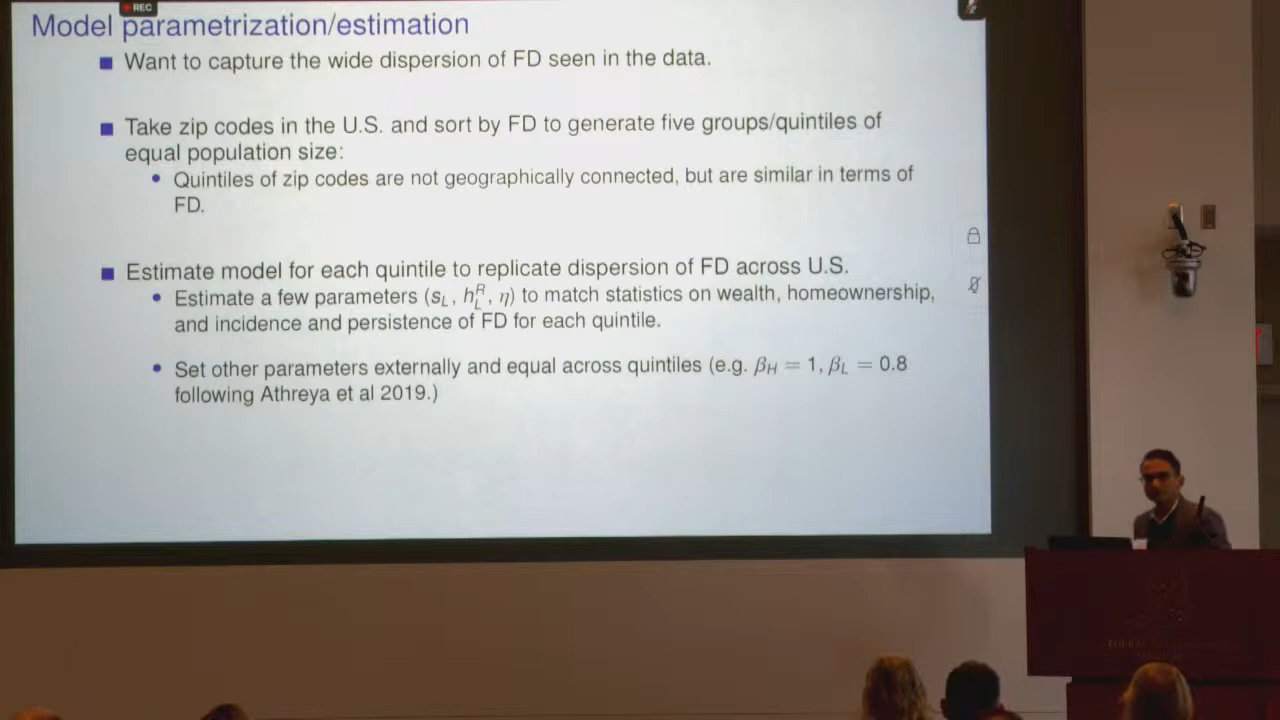 REC
Model parametrization/estimation
Want to capture the wide dispersion of FD seen in the data.
Take zip codes in the U.S. and sort by FD to generate five groups/quintiles of
equal population size:
Quintiles of zip codes are not geographically connected, but are similar in terms of
FD.
Estimate model for each quintile to replicate dispersion of FD across U.S.
Estimate a few parameters (s_L, h_L^R, η) to match statistics on wealth, homeownership,
and incidence and persistence of FD for each quintile.
Set other parameters externally and equal across quintiles (e.g. β_H = 1, β_L = 0.8
following Athreya et al 2019.)